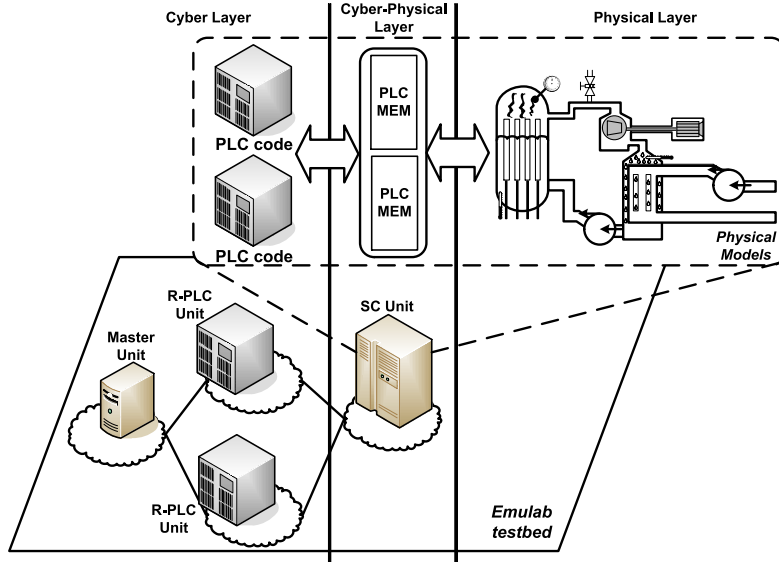 Cyber Layer
Cyber-Physical
Layer
Physical Layer
PLC
MEM
PLC code
PLC
MEM
PLC code
Physical
Models
R-PLC
Unit
SC Unit
Master
Unit
R-PLC
Unit
Emulab
testbed